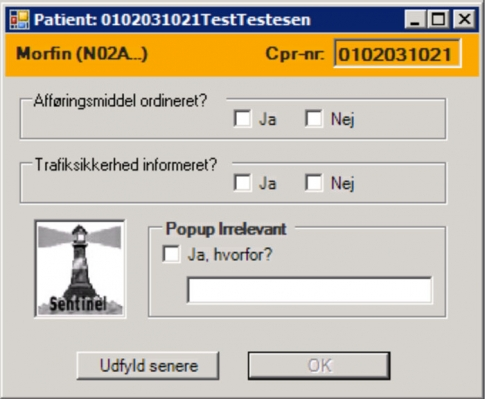 Patient: 0102031021TestTestesen
Morfin (N02A...) Cpr-nr: 0102031021
Afføringsmiddel ordineret?
Ja Nej
Trafiksikkerhed informeret?
Ja Nej
Popup Irrelevant
Ja, hvorfor?
Sentinel
Udfyld senere OK